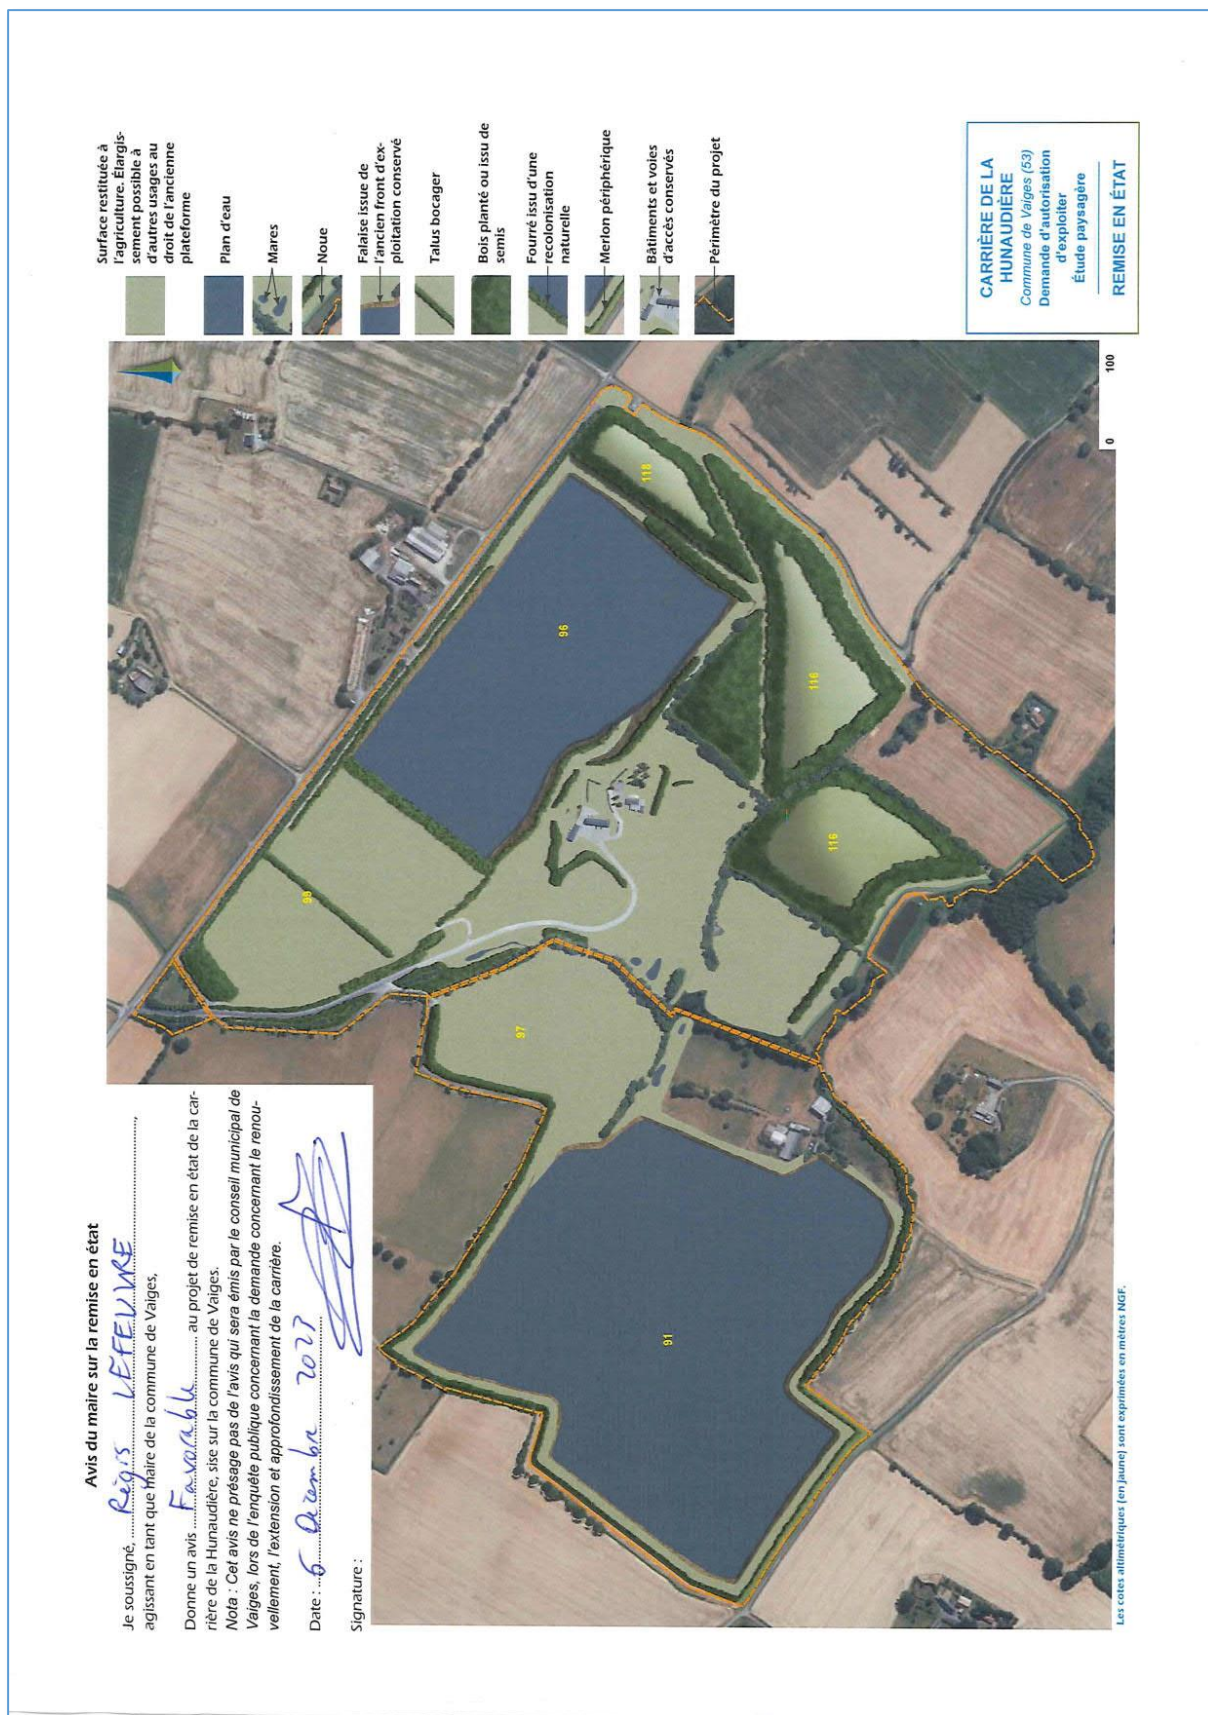 Avis du maire sur la remise en état
Je soussigné, Régis LEFEUVRE,
agissant en tant que maire de la commune de Vaiges,
Donne un avis Favorable au projet de remise en état de la car-
rière de la Hunaudière, sise sur la commune de Vaiges.
Nota : Cet avis ne présage pas de l'avis qui sera émis par le conseil municipal de
Vaiges, lors de l'enquête publique concernant la demande concernant le renou-
vellement, l'extension et approfondissement de la carrière.
Date : 6 Décembre 2023
Signature :
98
96
118
97
116
116
91
Surface restituée à
l'agriculture. Élargis-
sement possible à
d'autres usages au
droit de l'ancienne
plateforme
Plan d'eau
Mares
Noue
Falaise issue de
l'ancien front d'ex-
ploitation conservé
Talus bocager
Bois planté ou issu de
semis
Fourré issu d'une
recolonisation
naturelle
Merlon périphérique
Bâtiments et voies
d'accès conservés
Périmètre du projet
0 100
CARRIÈRE DE LA
HUNAUDIÈRE
Commune de Vaiges (53)
Demande d'autorisation
d'exploiter
Étude paysagère
REMISE EN ÉTAT
Les cotes altimétriques (en jaune) sont exprimées en mètres NGF.